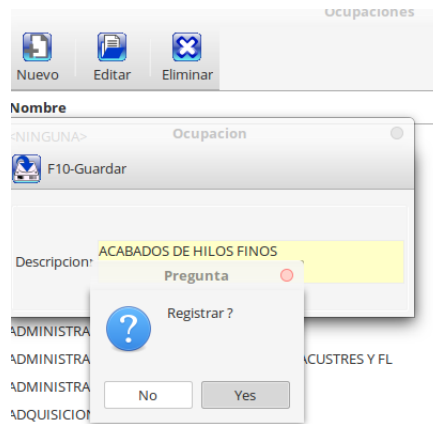 Ocupaciones
Nuevo Editar Eliminar
Nombre
<NINGUNA> Ocupacion
F10-Guardar
Descripcion: ACABADOS DE HILOS FINOS
Pregunta
Registrar ?
No Yes
ADMINISTRA
ADMINISTRA ACUSTRES Y FL
ADMINISTRA
ADQUISICION